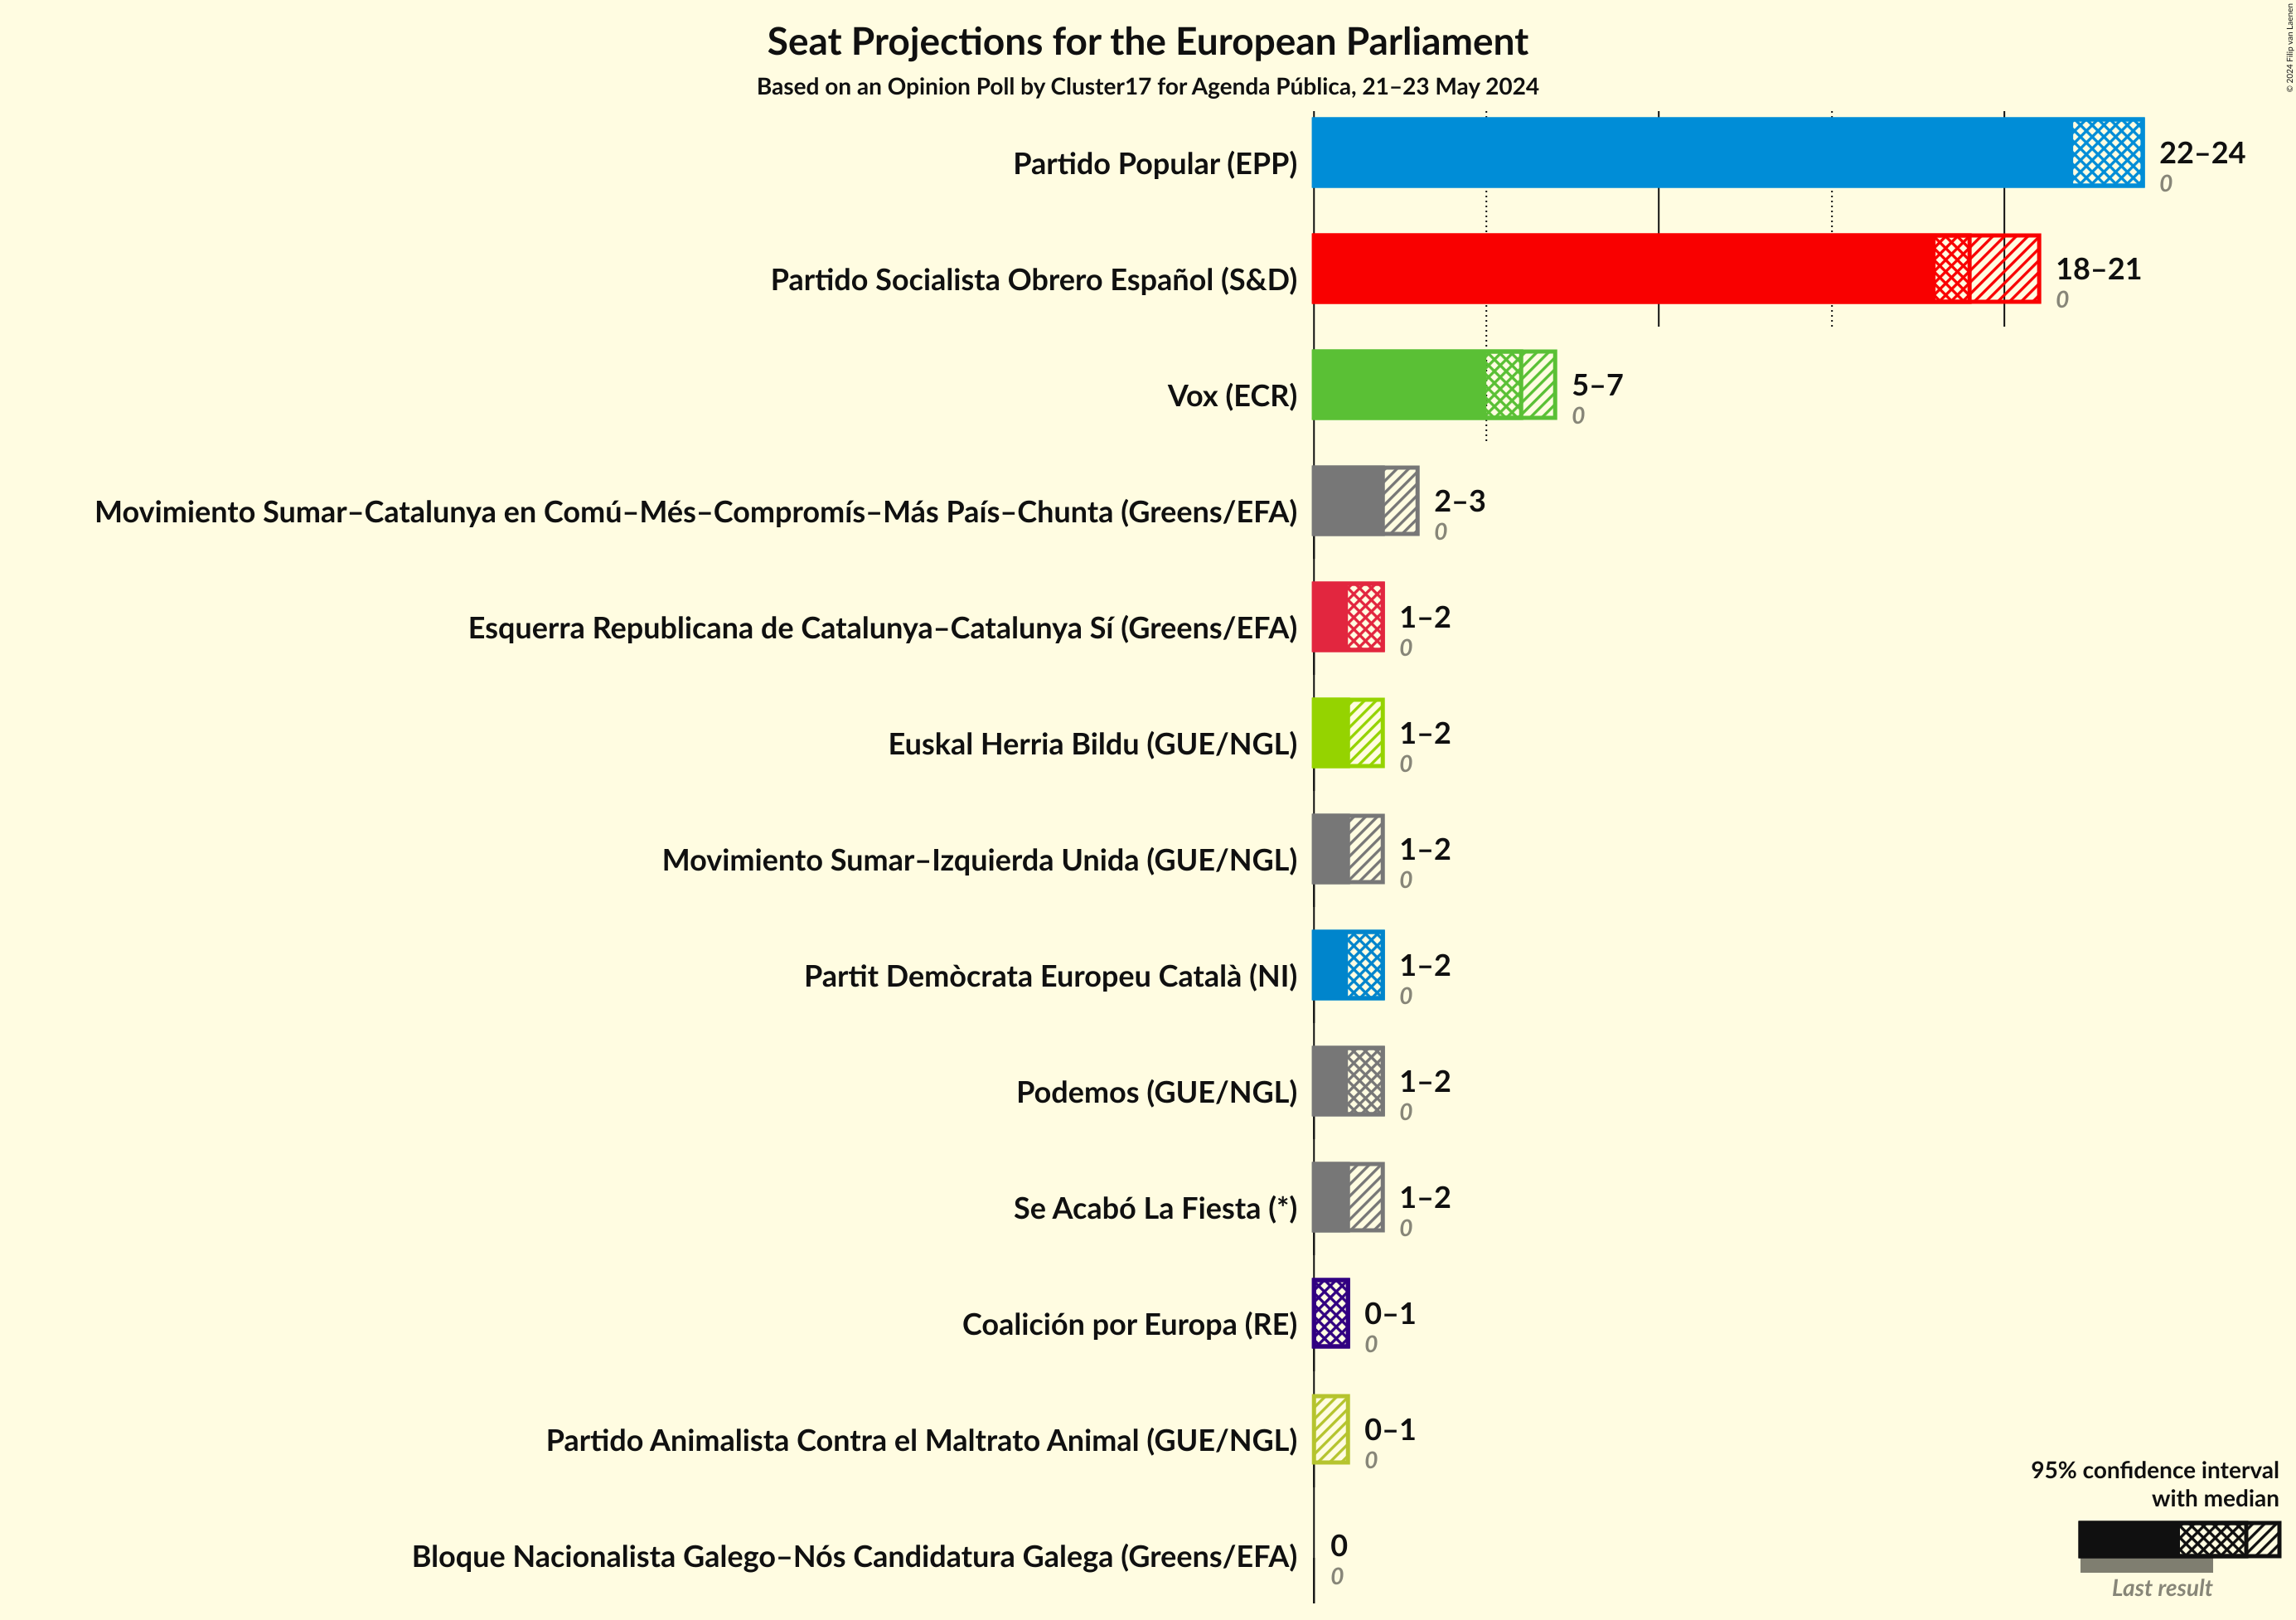 Seat Projections for the European Parliament
Based on an Opinion Poll by Cluster17 for Agenda Pública, 21–23 May 2024
© 2024 Filip van Laenen
Partido Popular (EPP)
22–24
0
Partido Socialista Obrero Español (S&D)
18–21
0
Vox (ECR)
5–7
0
Movimiento Sumar–Catalunya en Comú–Més–Compromís–Más País–Chunta (Greens/EFA)
2–3
0
Esquerra Republicana de Catalunya–Catalunya Sí (Greens/EFA)
1–2
0
Euskal Herria Bildu (GUE/NGL)
1–2
0
Movimiento Sumar–Izquierda Unida (GUE/NGL)
1–2
0
Partit Demòcrata Europeu Català (NI)
1–2
0
Podemos (GUE/NGL)
1–2
0
Se Acabó La Fiesta (*)
1–2
0
Coalición por Europa (RE)
0–1
0
Partido Animalista Contra el Maltrato Animal (GUE/NGL)
0–1
0
Bloque Nacionalista Galego–Nós Candidatura Galega (Greens/EFA)
0
0
95% confidence interval
with median
Last result